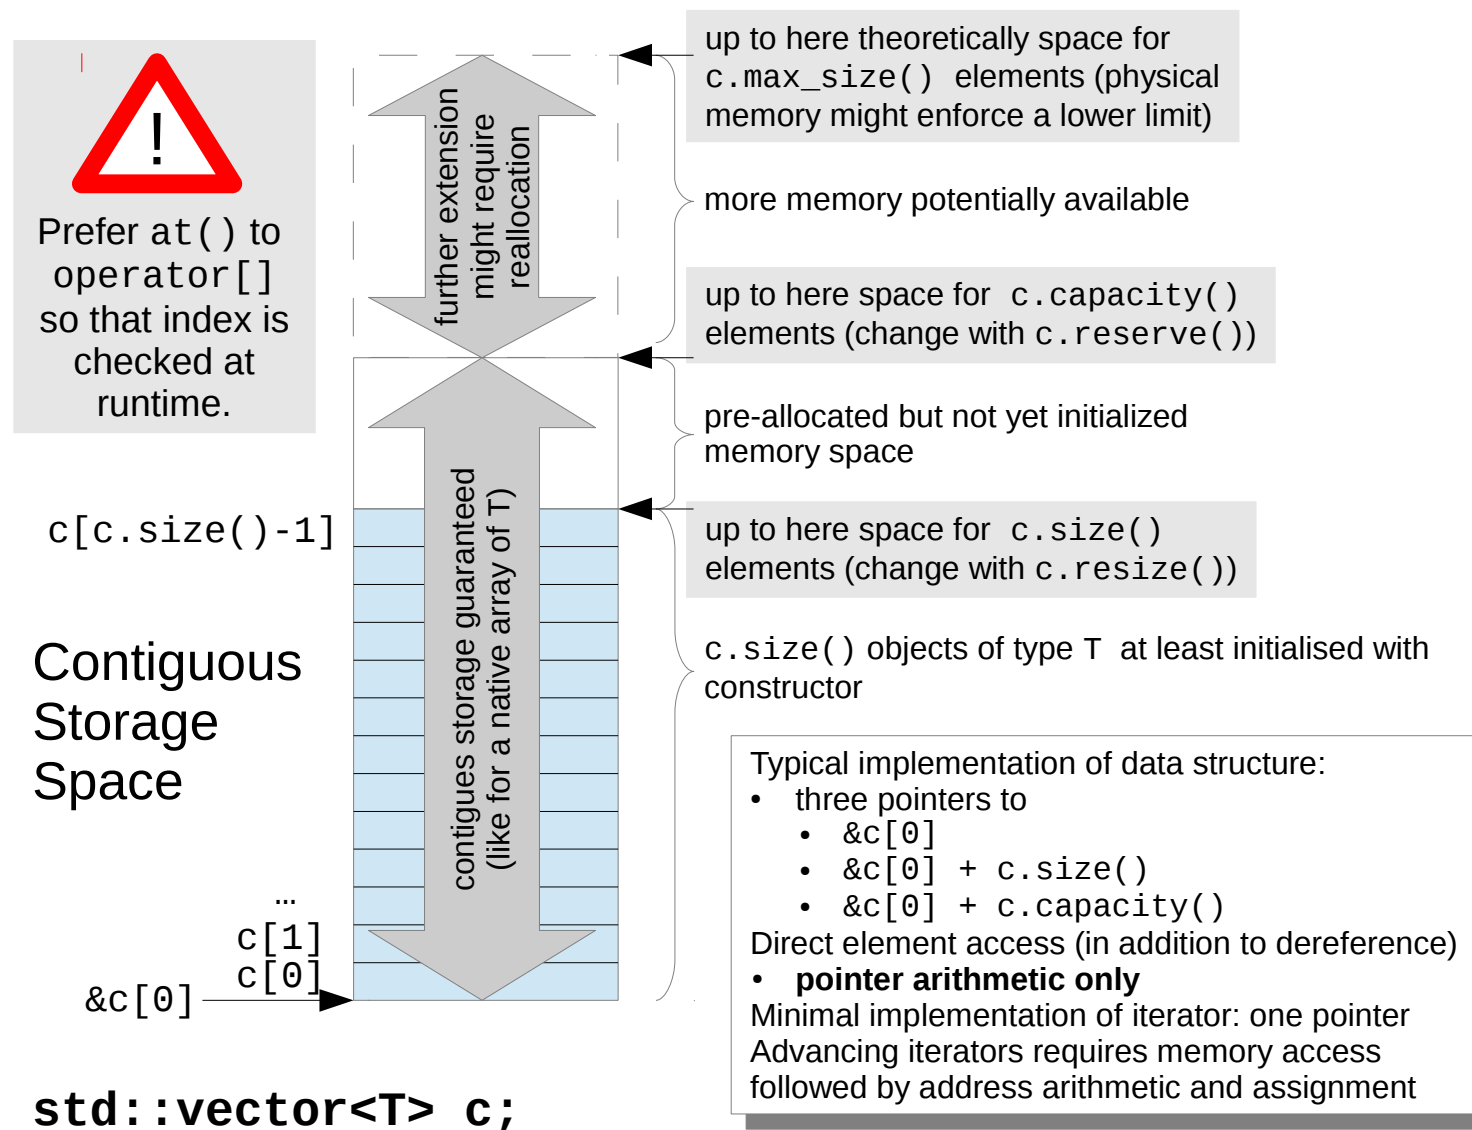 !
Prefer at() to
operator[]
so that index is
checked at
runtime.
further extension
might require
reallocation
up to here theoretically space for
c.max_size() elements (physical
memory might enforce a lower limit)
more memory potentially available
up to here space for c.capacity()
elements (change with c.reserve())
pre-allocated but not yet initialized
memory space
c[c.size()-1]
contigues storage guaranteed
(like for a native array of T)
up to here space for c.size()
elements (change with c.resize())
c.size() objects of type T at least initialised with
constructor
Contiguous
Storage
Space
…
c[1]
c[0]
&c[0]
Typical implementation of data structure:
• three pointers to
• &c[0]
• &c[0] + c.size()
• &c[0] + c.capacity()
Direct element access (in addition to dereference)
• pointer arithmetic only
Minimal implementation of iterator: one pointer
Advancing iterators requires memory access
followed by address arithmetic and assignment
std::vector<T> c;